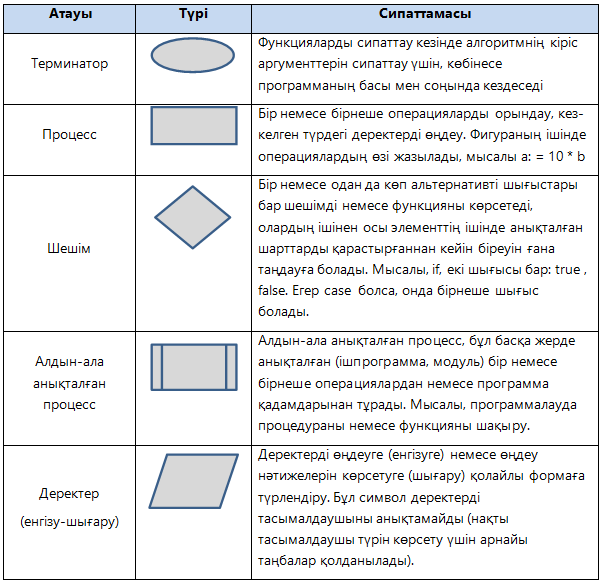 Атауы Түрі Сипаттамасы
Терминатор
Функцияларды сипаттау кезінде алгоритмнің кіріс
аргументтерін сипаттау үшін, көбінесе
программаның басы мен соңында кездеседі
Процесс
Бір немесе бірнеше операцияларды орындау, кез-
келген түрдегі деректерді өңдеу. Фигураның ішінде
операциялардың өзі жазылады, мысалы a: = 10 * b
Шешім
Бір немесе одан да көп альтернативті шығыстары
бар шешімді немесе функцияны көрсетеді,
олардың ішінен осы элементтің ішінде анықталған
шарттарды қарастырғаннан кейін біреуін ғана
таңдауға болады. Мысалы, if, екі шығысы бар: true ,
false. Егер case болса, онда бірнеше шығыс
болады.
Алдын-ала
анықталған
процесс
Алдын-ала анықталған процесс, бұл басқа жерде
анықталған (ішпрограмма, модуль) бір немесе
бірнеше операциялардан немесе программа
қадамдарынан тұрады. Мысалы, программалауда
процедураны немесе функцияны шақыру.
Деректер
(енгізу-шығару)
Деректерді өңдеуге (енгізуге) немесе өңдеу
нәтижелерін көрсетуге (шығару) қолайлы формаға
түрлендіру. Бұл символ деректерді
тасымалдаушыны анықтамайды (нақты
тасымалдаушы түрін көрсету үшін арнайы
таңбалар қолданылады).